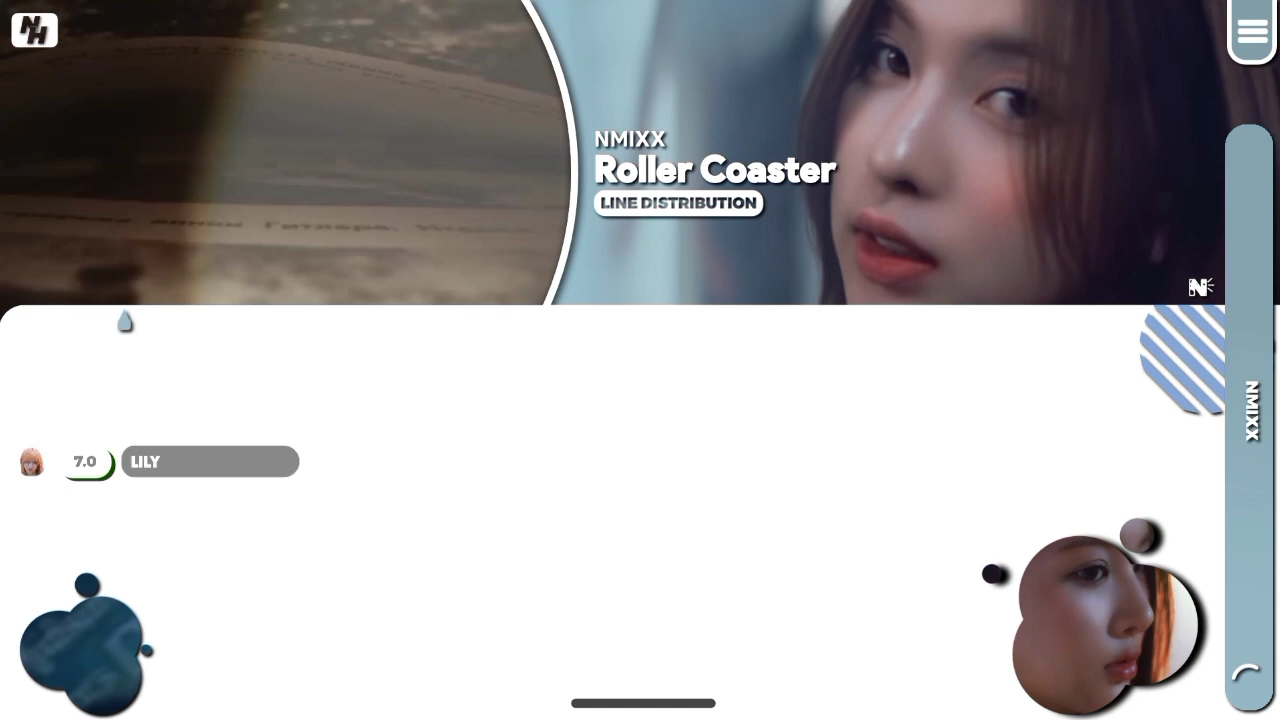 NH
NMIXX
Roller Coaster
LINE DISTRIBUTION
N
NMIXX
7.0 LILY